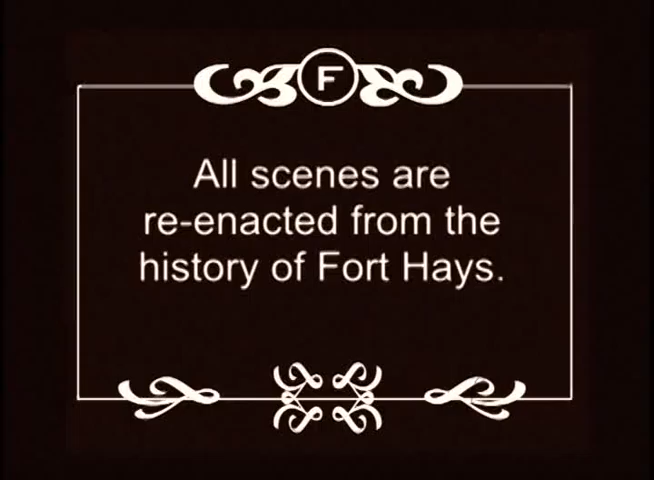 F
All scenes are
re-enacted from the
history of Fort Hays.